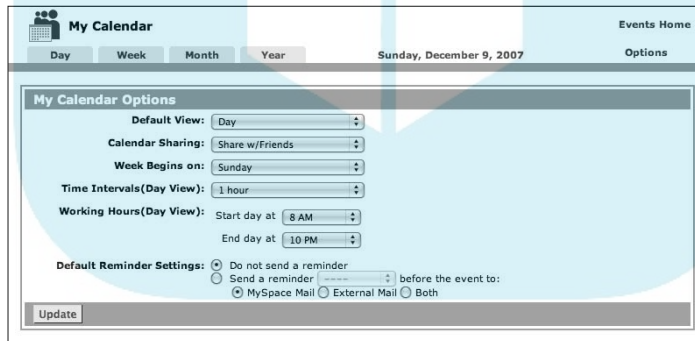 My Calendar
Events Home
Day Week Month Year Sunday, December 9, 2007 Options
My Calendar Options
Default View: Day
Calendar Sharing: Share w/Friends
Week Begins on: Sunday
Time Intervals(Day View): 1 hour
Working Hours(Day View): Start day at 8 AM
End day at 10 PM
Default Reminder Settings: Do not send a reminder
Send a reminder ---- before the event to:
MySpace Mail External Mail Both
Update